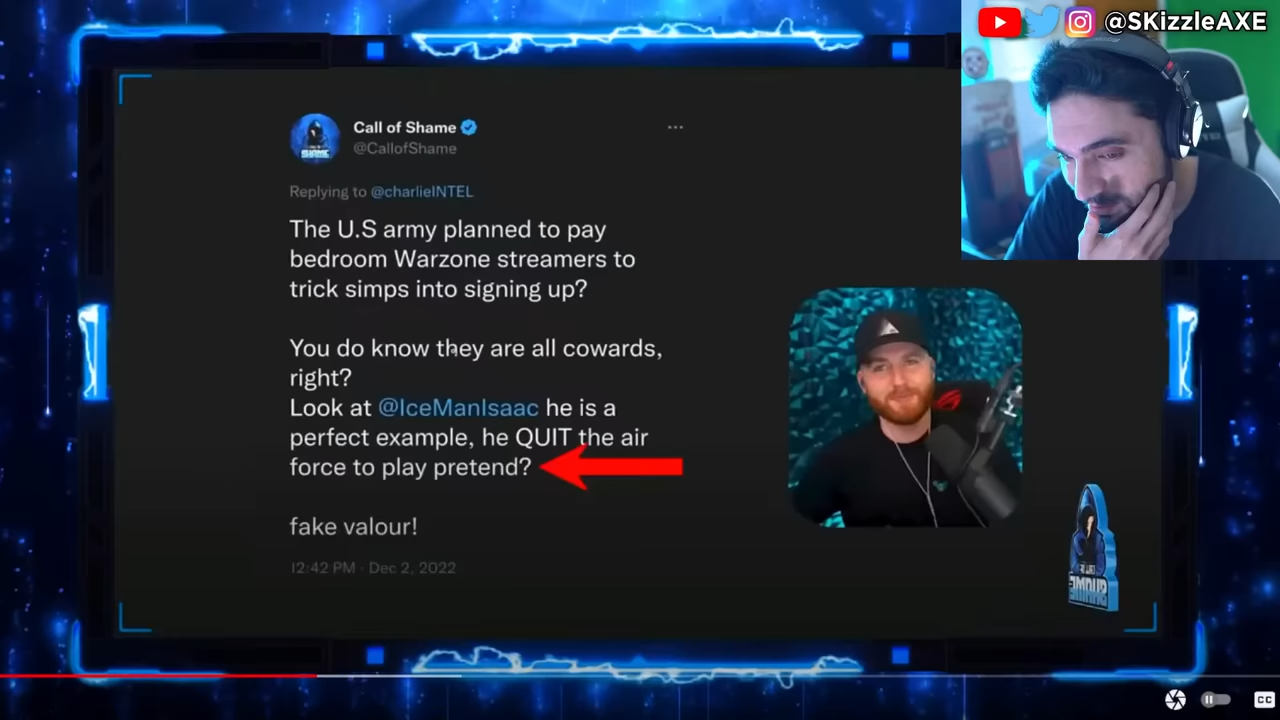 @SKizzleAXE
Call of Shame
@CallofShame
Replying to @charlieINTEL
The U.S army planned to pay
bedroom Warzone streamers to
trick simps into signing up?
You do know they are all cowards,
right?
Look at @IceManIsaac he is a
perfect example, he QUIT the air
force to play pretend?
fake valour!
12:42 PM · Dec 2, 2022
SHAME
CC